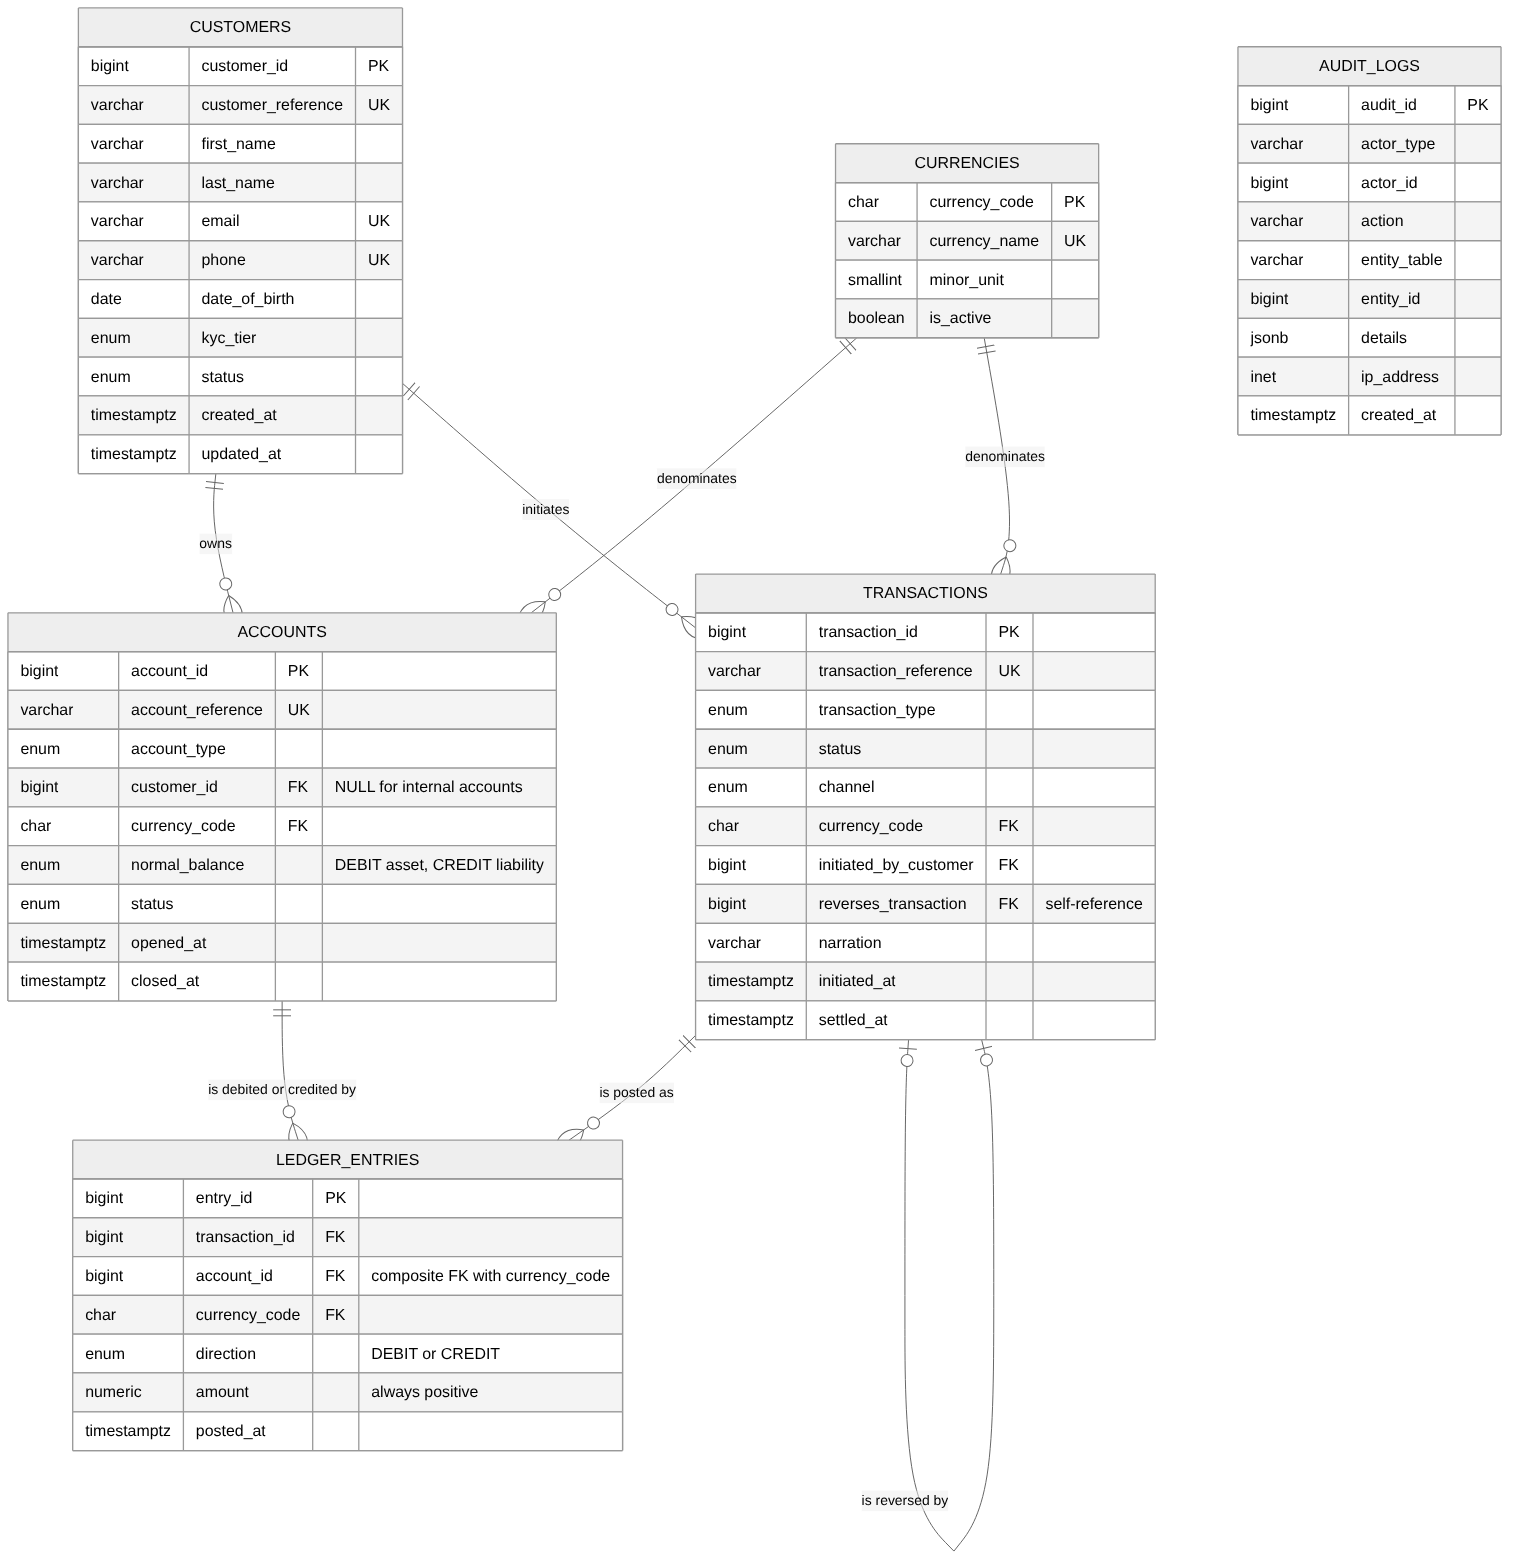 CUSTOMERS
bigint customer_id PK
varchar customer_reference UK
varchar first_name
varchar last_name
varchar email UK
varchar phone UK
date date_of_birth
enum kyc_tier
enum status
timestamptz created_at
timestamptz updated_at
CURRENCIES
char currency_code PK
varchar currency_name UK
smallint minor_unit
boolean is_active
AUDIT_LOGS
bigint audit_id PK
varchar actor_type
bigint actor_id
varchar action
varchar entity_table
bigint entity_id
jsonb details
inet ip_address
timestamptz created_at
owns
initiates
denominates
denominates
ACCOUNTS
bigint account_id PK
varchar account_reference UK
enum account_type
bigint customer_id FK NULL for internal accounts
char currency_code FK
enum normal_balance DEBIT asset, CREDIT liability
enum status
timestamptz opened_at
timestamptz closed_at
TRANSACTIONS
bigint transaction_id PK
varchar transaction_reference UK
enum transaction_type
enum status
enum channel
char currency_code FK
bigint initiated_by_customer FK
bigint reverses_transaction FK self-reference
varchar narration
timestamptz initiated_at
timestamptz settled_at
is debited or credited by
is posted as
LEDGER_ENTRIES
bigint entry_id PK
bigint transaction_id FK
bigint account_id FK composite FK with currency_code
char currency_code FK
enum direction DEBIT or CREDIT
numeric amount always positive
timestamptz posted_at
is reversed by